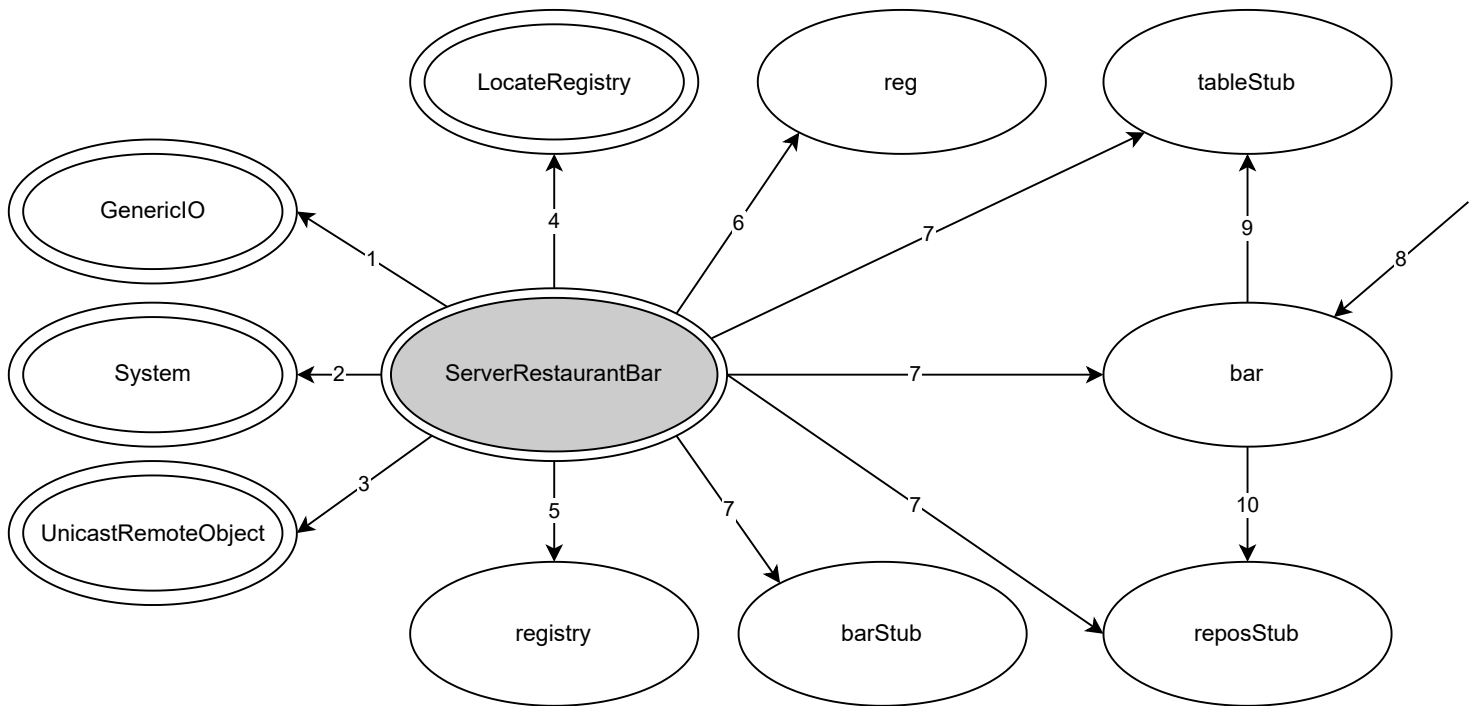 LocateRegistry
reg
tableStub
GenericIO
4
6
7
9
8
1
System
2
ServerRestaurantBar
7
bar
3
5
7
7
10
UnicastRemoteObject
registry
barStub
reposStub